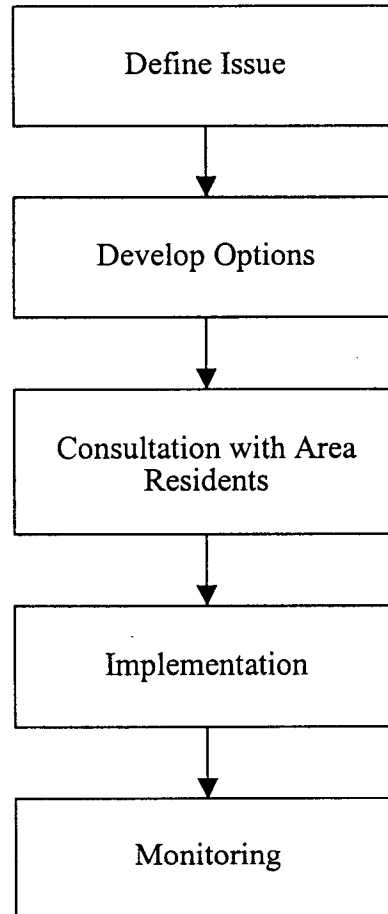 Define Issue
Develop Options
Consultation with Area
Residents
Implementation
Monitoring